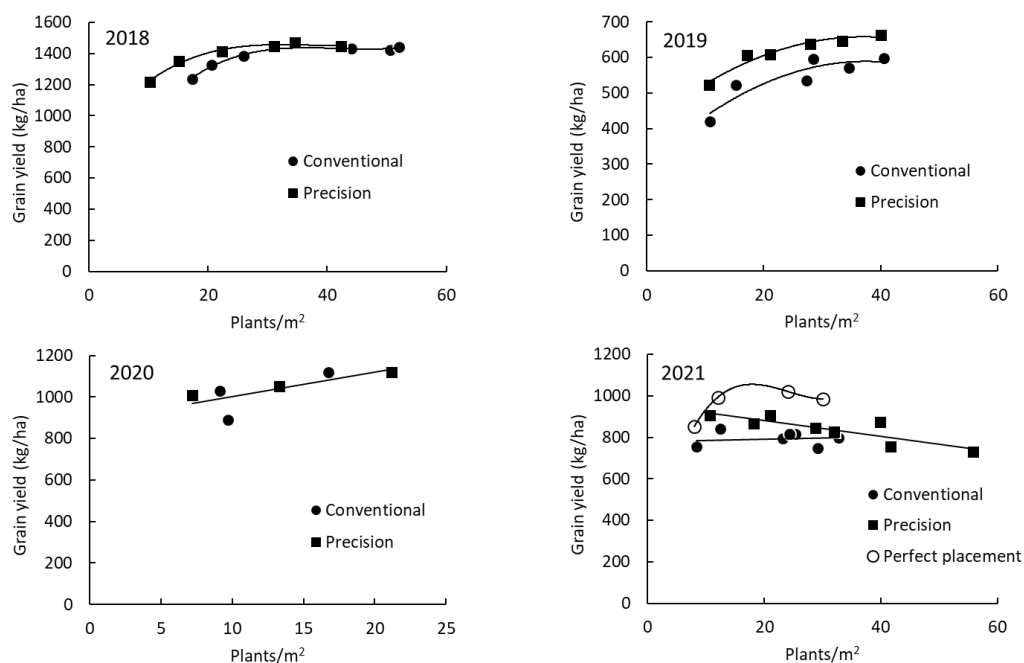 2018
Grain yield (kg/ha)
1600
1400
1200
1000
800
600
400
200
0
0 20 40 60
Plants/m²
Conventional
Precision
2019
Grain yield (kg/ha)
700
600
500
400
300
200
100
0
0 20 40 60
Plants/m²
Conventional
Precision
2020
Grain yield (kg/ha)
1200
1000
800
600
400
200
0
0 5 10 15 20 25
Plants/m²
Conventional
Precision
2021
Grain yield (kg/ha)
1200
1000
800
600
400
200
0
0 20 40 60
Plants/m²
Conventional
Precision
Perfect placement